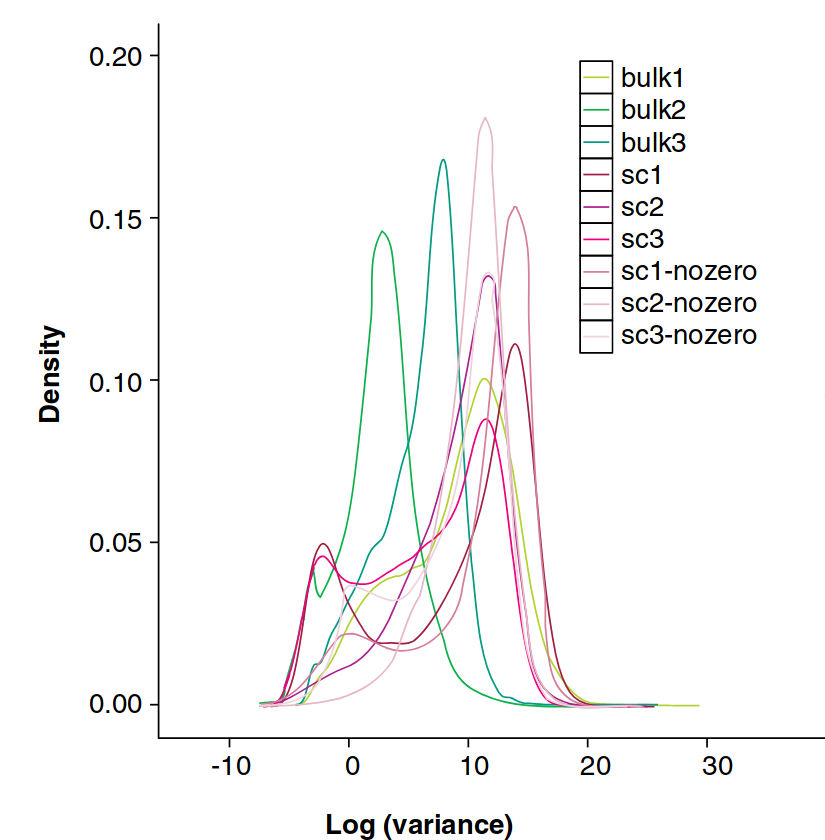 0.20
0.15
0.10
0.05
0.00
Density
-10
0
10
20
30
Log (variance)
bulk1
bulk2
bulk3
sc1
sc2
sc3
sc1-nozero
sc2-nozero
sc3-nozero